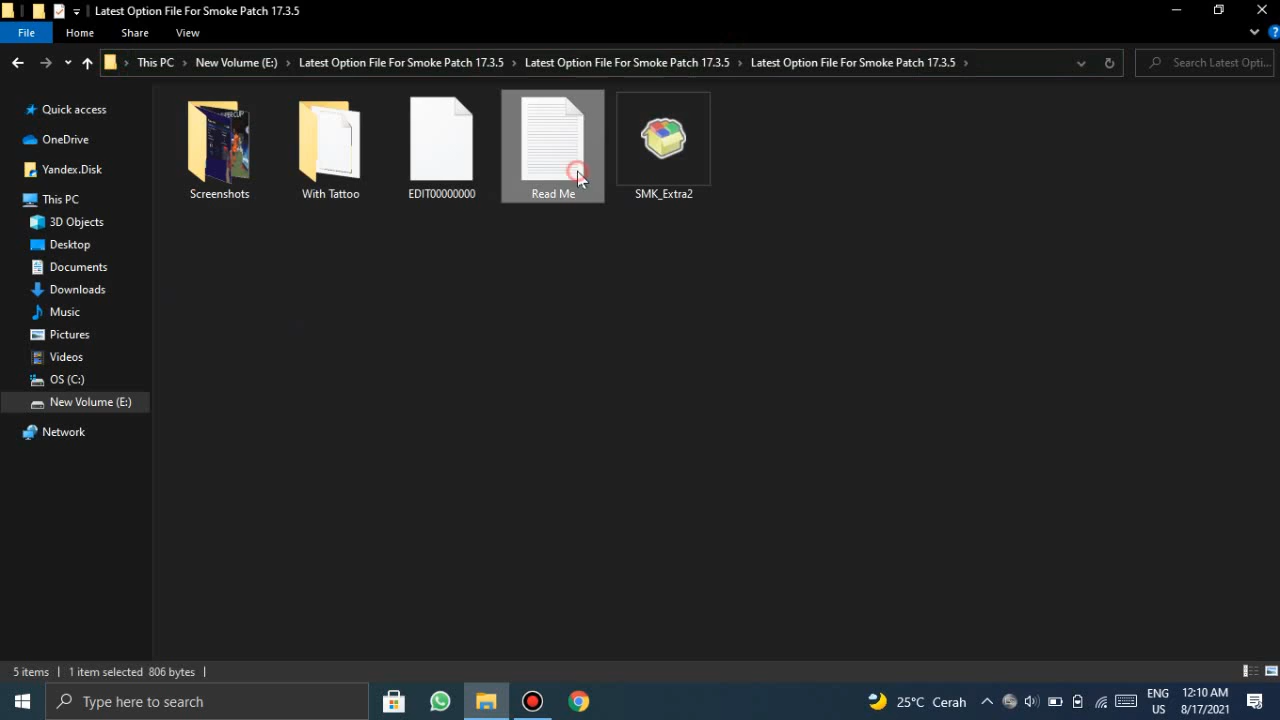 Latest Option File For Smoke Patch 17.3.5
File Home Share View
This PC New Volume (E:) Latest Option File For Smoke Patch 17.3.5 Latest Option File For Smoke Patch 17.3.5 Latest Option File For Smoke Patch 17.3.5 Search Latest Opti...
Quick access
OneDrive
Yandex.Disk
This PC
3D Objects
Desktop
Documents
Downloads
Music
Pictures
Videos
OS (C:)
New Volume (E:)
Network
Screenshots With Tattoo EDIT00000000 Read Me SMK_Extra2
5 items 1 item selected 806 bytes
Type here to search
25°C Cerah
ENG
US
12:10 AM
8/17/2021